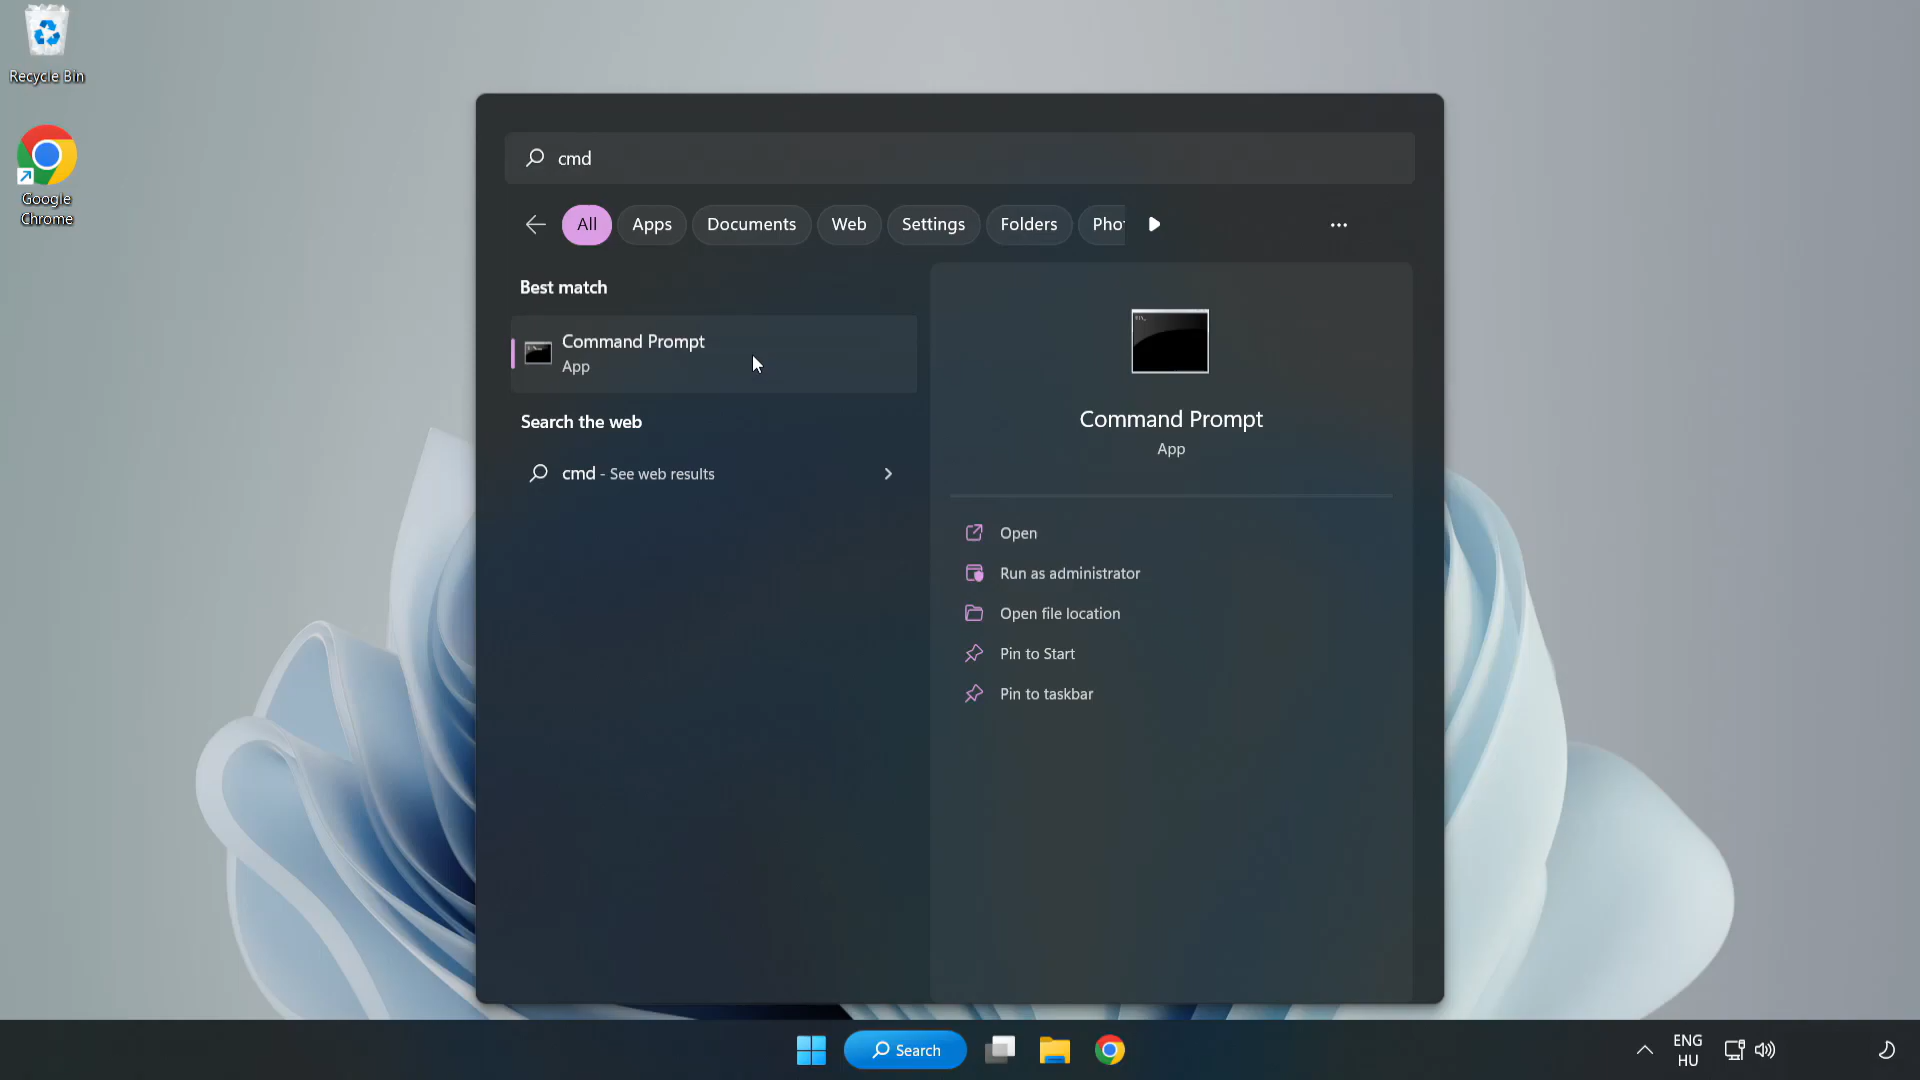 Recycle Bin
Google
Chrome
cmd
All
Apps
Documents
Web
Settings
Folders
Pho
Best match
Command Prompt
App
Search the web
cmd - See web results
Command Prompt
App
Open
Run as administrator
Open file location
Pin to Start
Pin to taskbar
Search
ENG
HU